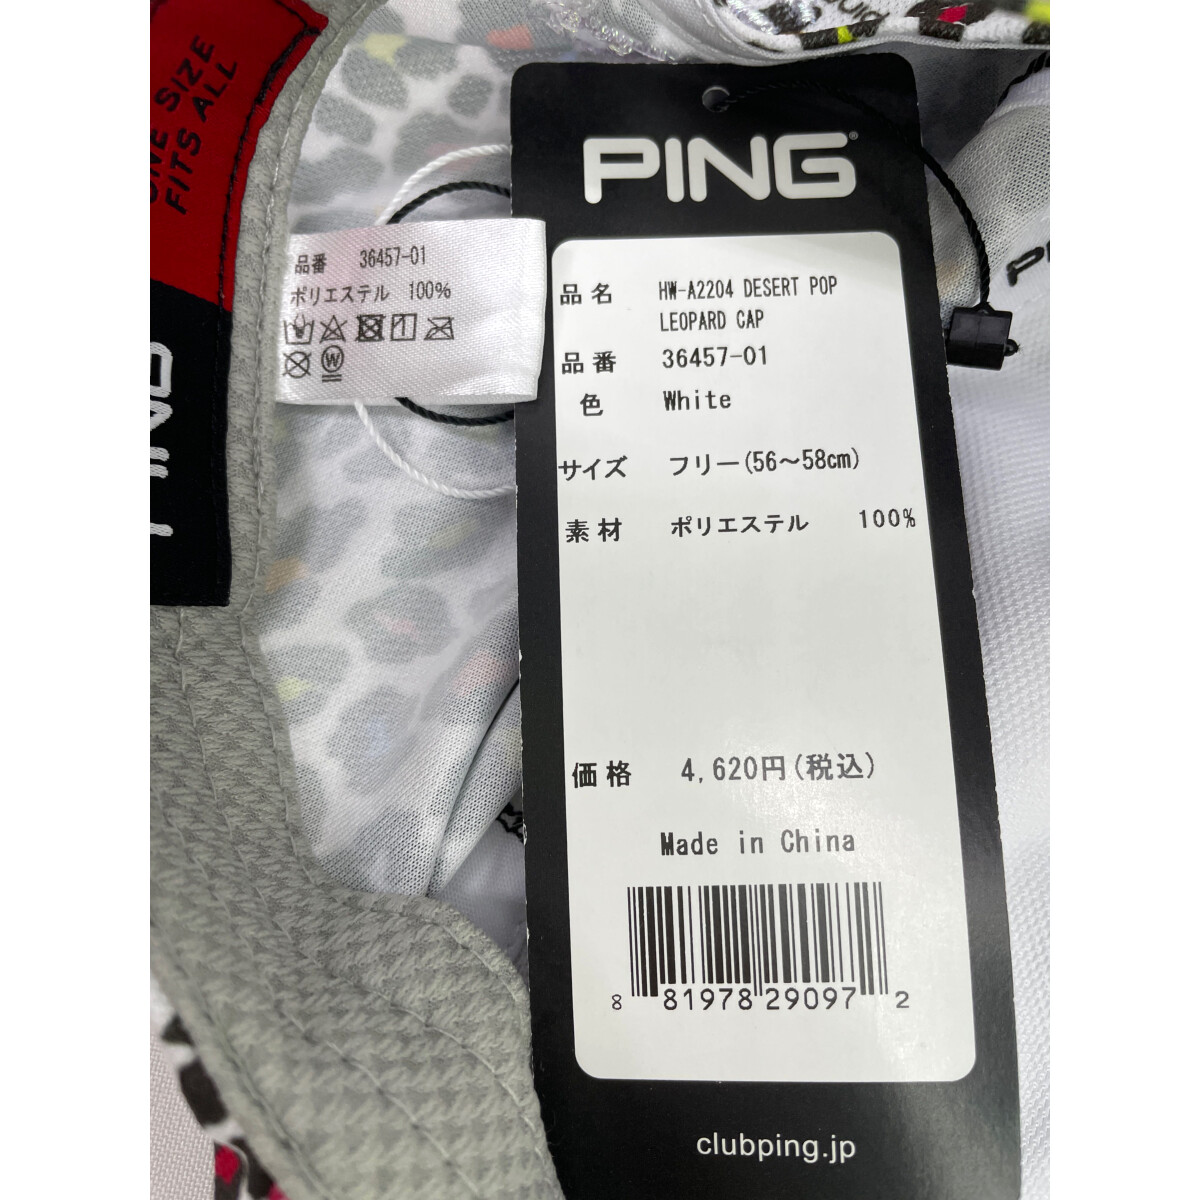 ONE SIZE
FITS ALL
品番 36457-01
ポリエステル 100%
W
PING
品名 HW-A2204 DESERT POP
LEOPARD CAP
品番 36457-01
色 White
サイズ フリー(56〜58cm)
素材 ポリエステル 100%
価格 4,620円(税込)
Made in China
8 81978 29097 2
clubping.jp